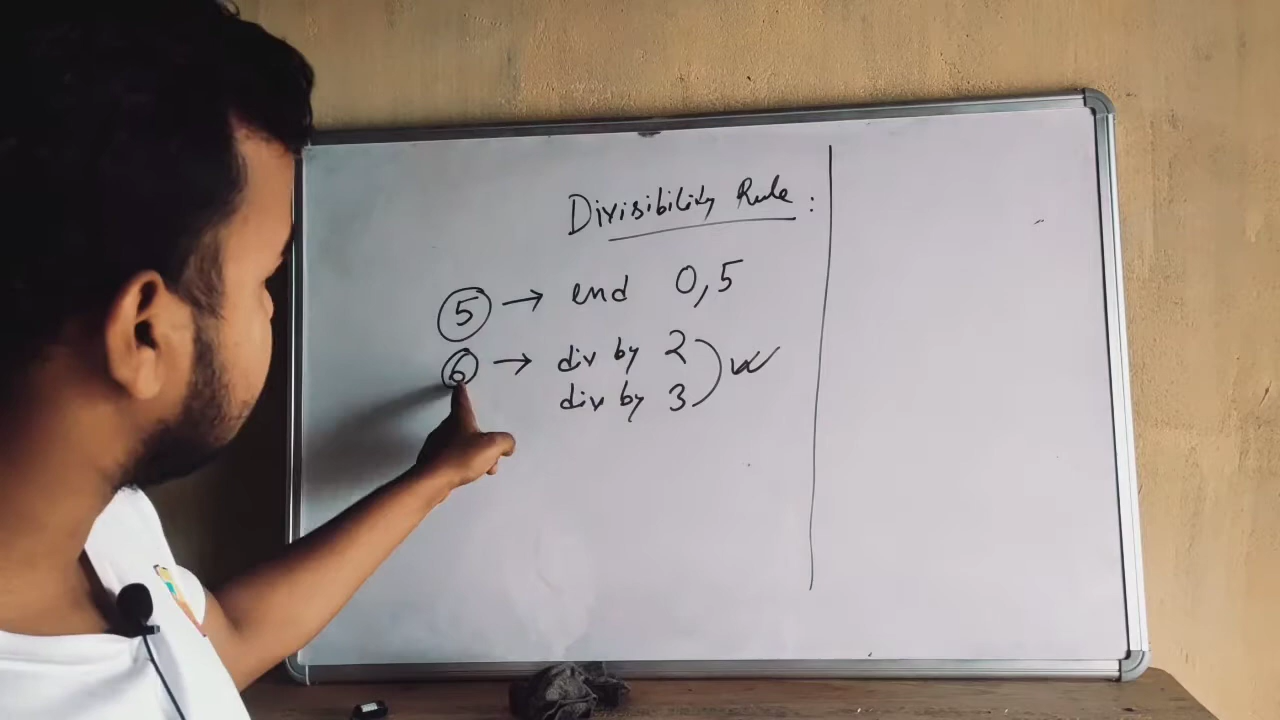 Divisibility Rule :
5 → end 0,5
6 → div by 2
div by 3